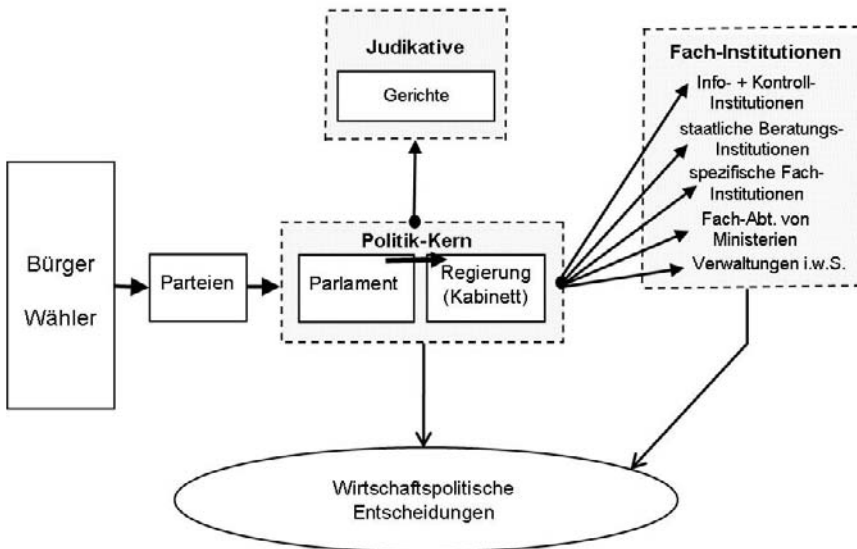 Judikative
Gerichte
Fach-Institutionen
Info- + Kontroll-
Institutionen
staatliche Beratungs-
Institutionen
spezifische Fach-
Institutionen
Fach-Abt. von
Ministerien
Verwaltungen i.w.S.
Bürger
Wähler
Parteien
Politik-Kern
Parlament
Regierung
(Kabinett)
Wirtschaftspolitische
Entscheidungen